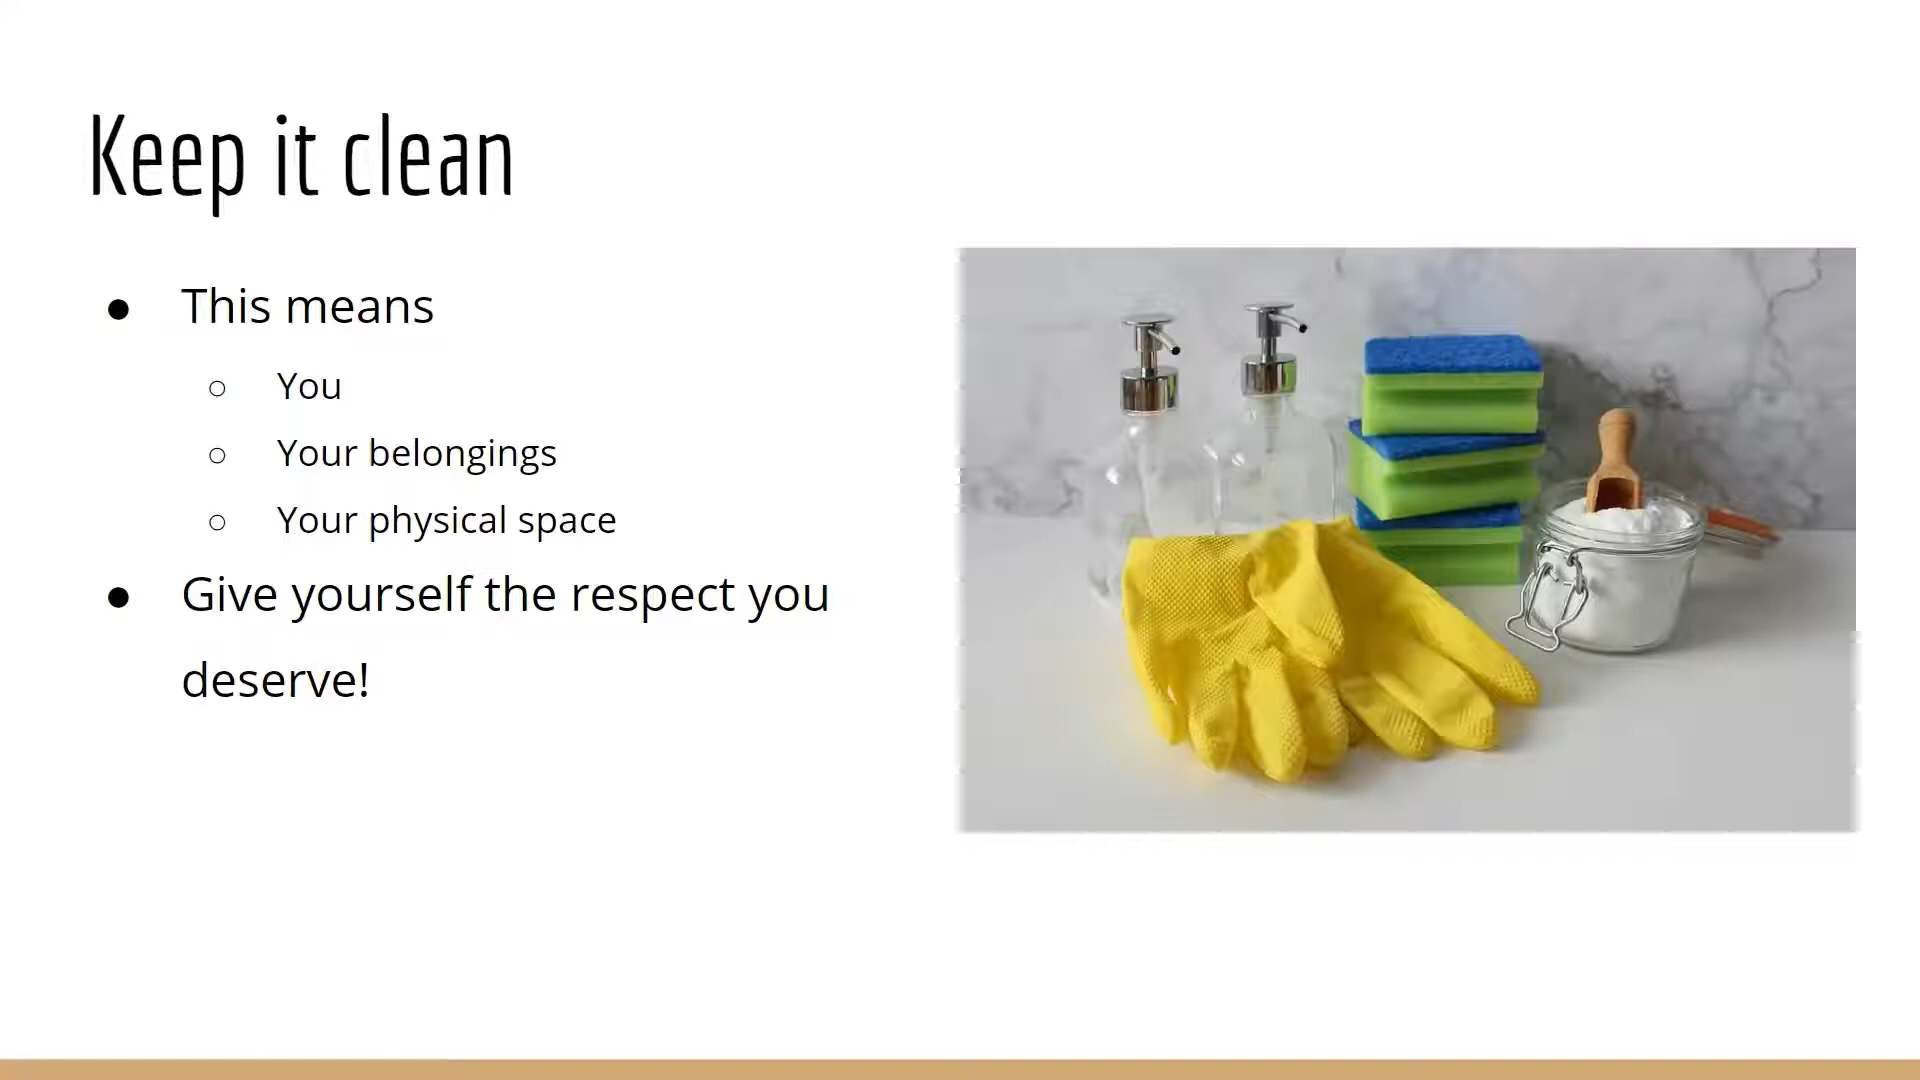 Keep it clean
● This means
○ You
○ Your belongings
○ Your physical space
● Give yourself the respect you
deserve!